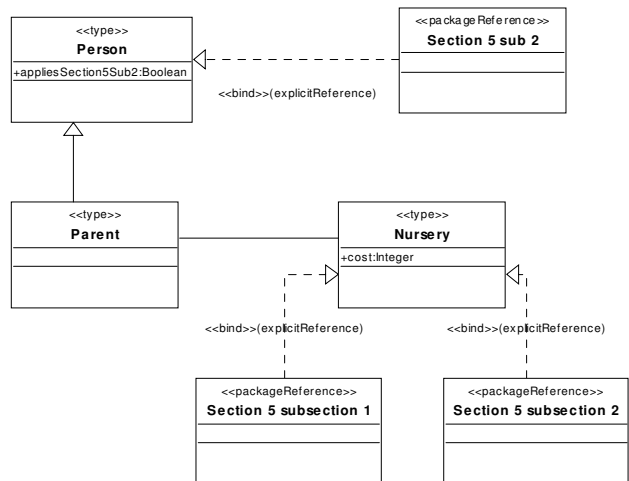 <<type>>
Person
+appliesSection5Sub2:Boolean
<<packageReference>>
Section 5 sub 2
<<bind>>(explicitReference)
<<type>>
Parent
<<type>>
Nursery
+cost:Integer
<<bind>>(explicitReference)
<<bind>>(explicitReference)
<<packageReference>>
Section 5 subsection 1
<<packageReference>>
Section 5 subsection 2